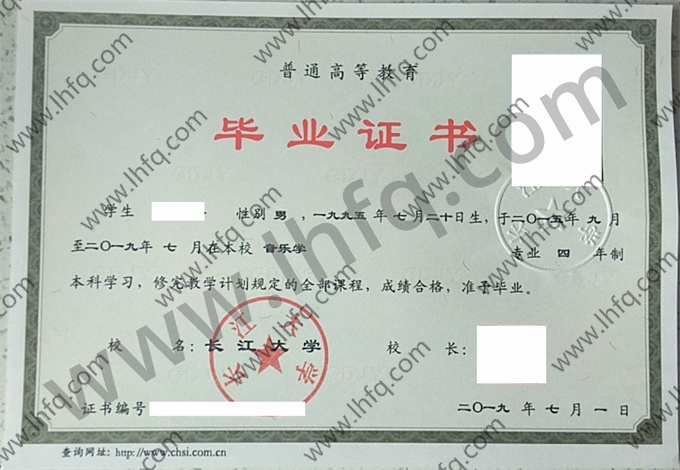 普通高等教育
毕业证书
学生 性别 男 ,一九九五年 七月二十日生,于二〇一五年 九 月
至二〇一九年 七 月在本校 音乐学 专业 四 年制
本科学习,修完教学计划规定的全部课程,成绩合格,准予毕业。
校 名:长江大学 校 长:
长江大学
证书编号 二〇一九 年 七 月 一 日
查询网址:http://www.chsi.com.cn
www.lhfq.com